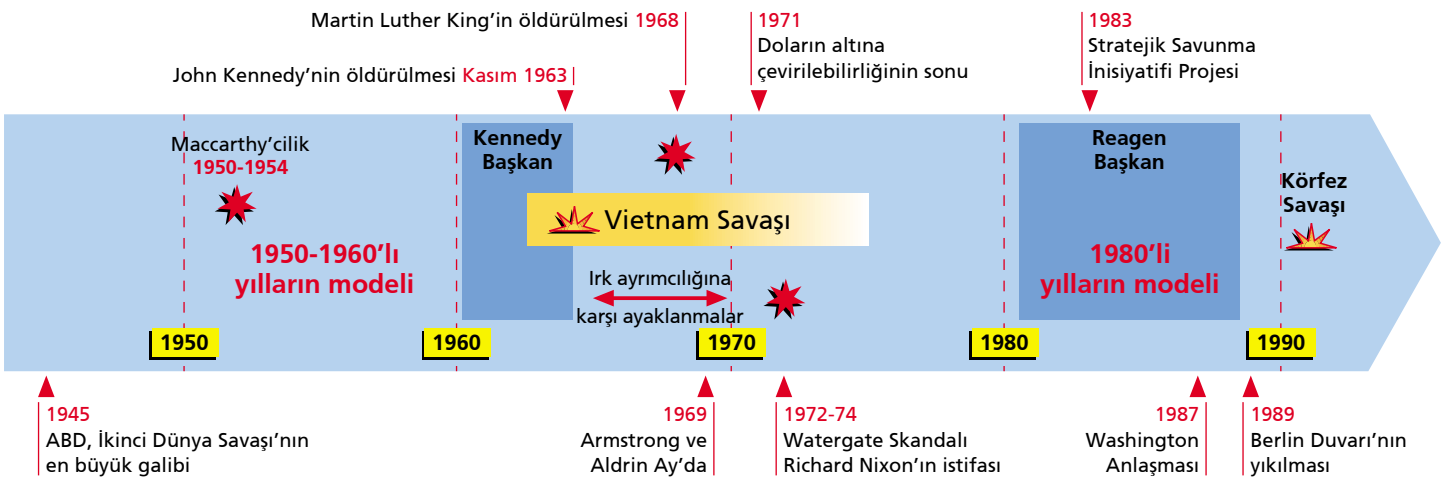 Martin Luther King'in öldürülmesi 1968
1971
Doların altına
çevirilebilirliğinin sonu
1983
Stratejik Savunma
İnisiyatifi Projesi
John Kennedy'nin öldürülmesi Kasım 1963
Maccarthy'cilik
1950-1954
Kennedy
Başkan
Reagen
Başkan
Körfez
Savaşı
Vietnam Savaşı
1950-1960'lı
yılların modeli
1980'li
yılların modeli
Irk ayrımcılığına
karşı ayaklanmalar
1950
1960
1970
1980
1990
1945
ABD, İkinci Dünya Savaşı'nın
en büyük galibi
1969
Armstrong ve
Aldrin Ay'da
1972-74
Watergate Skandalı
Richard Nixon'ın istifası
1987
Washington
Anlaşması
1989
Berlin Duvarı'nın
yıkılması